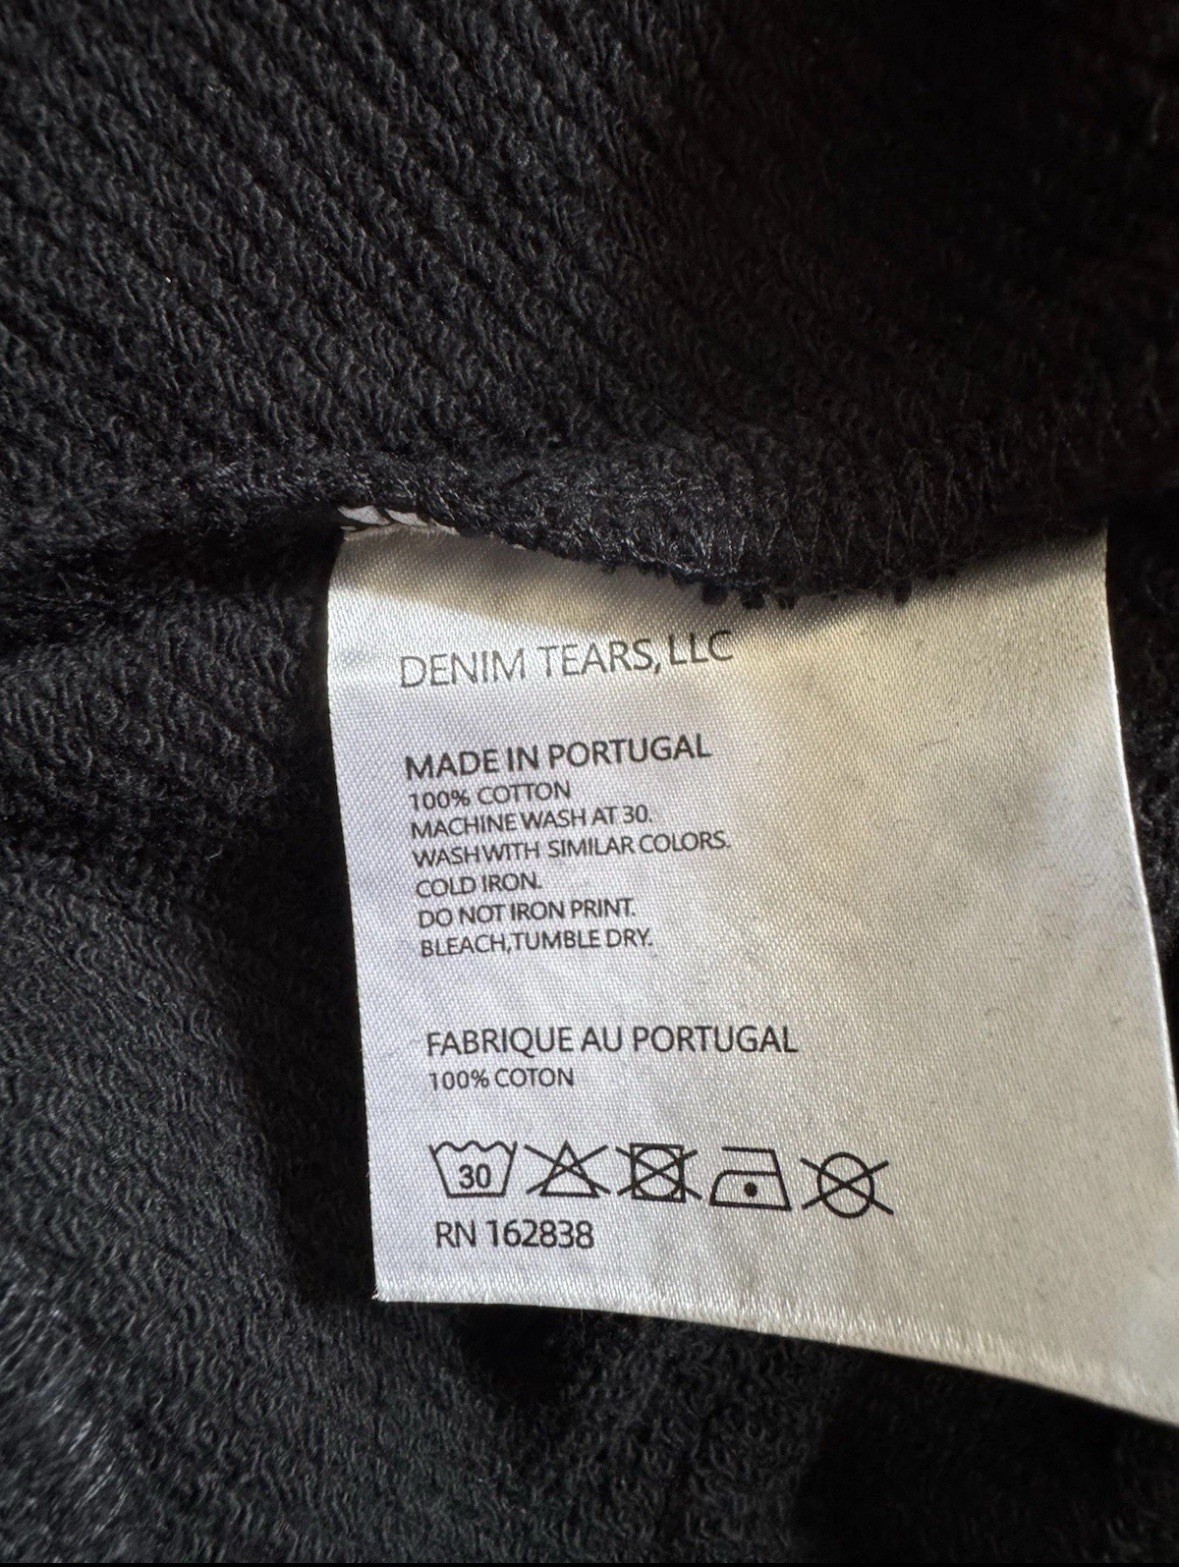 DENIM TEARS, LLC
MADE IN PORTUGAL
100% COTTON
MACHINE WASH AT 30.
WASH WITH SIMILAR COLORS.
COLD IRON.
DO NOT IRON PRINT.
BLEACH,TUMBLE DRY.
FABRIQUE AU PORTUGAL
100% COTON
30
RN 162838